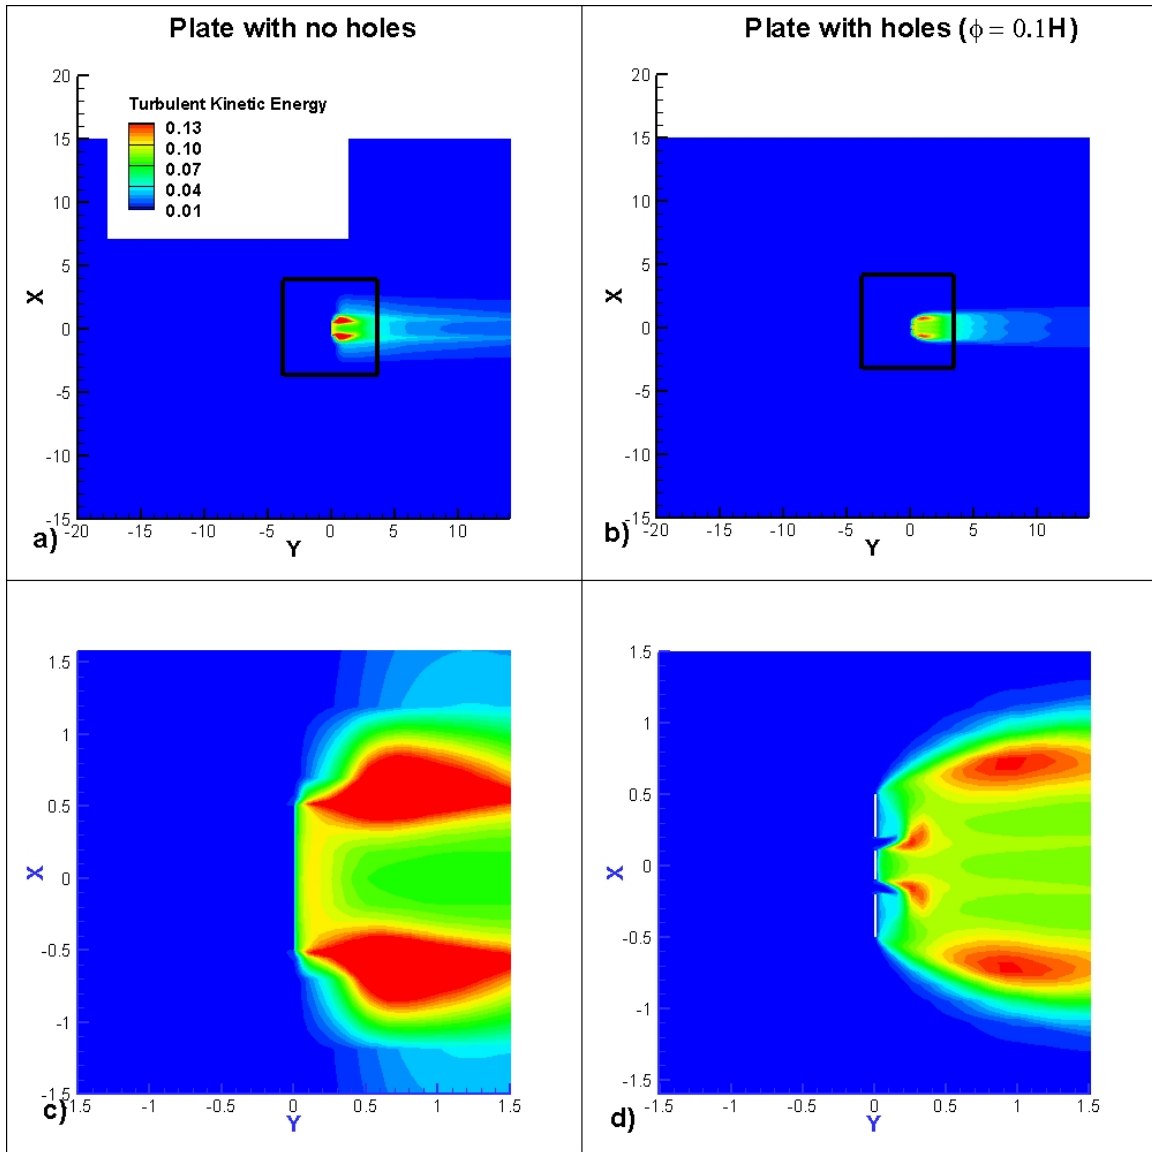 Plate with no holes
Plate with holes (ϕ = 0.1H)
20
15
10
5
0
-5
-10
-15
X
Turbulent Kinetic Energy
0.13
0.10
0.07
0.04
0.01
-20 -15 -10 -5 0 5 10
Y
a)
20
15
10
5
0
-5
-10
-15
X
-20 -15 -10 -5 0 5 10
Y
b)
1.5
1
0.5
0
-0.5
-1
-1.5
X
-1.5 -1 -0.5 0 0.5 1 1.5
Y
c)
1.5
1
0.5
0
-0.5
-1
-1.5
X
-1.5 -1 -0.5 0 0.5 1 1.5
Y
d)